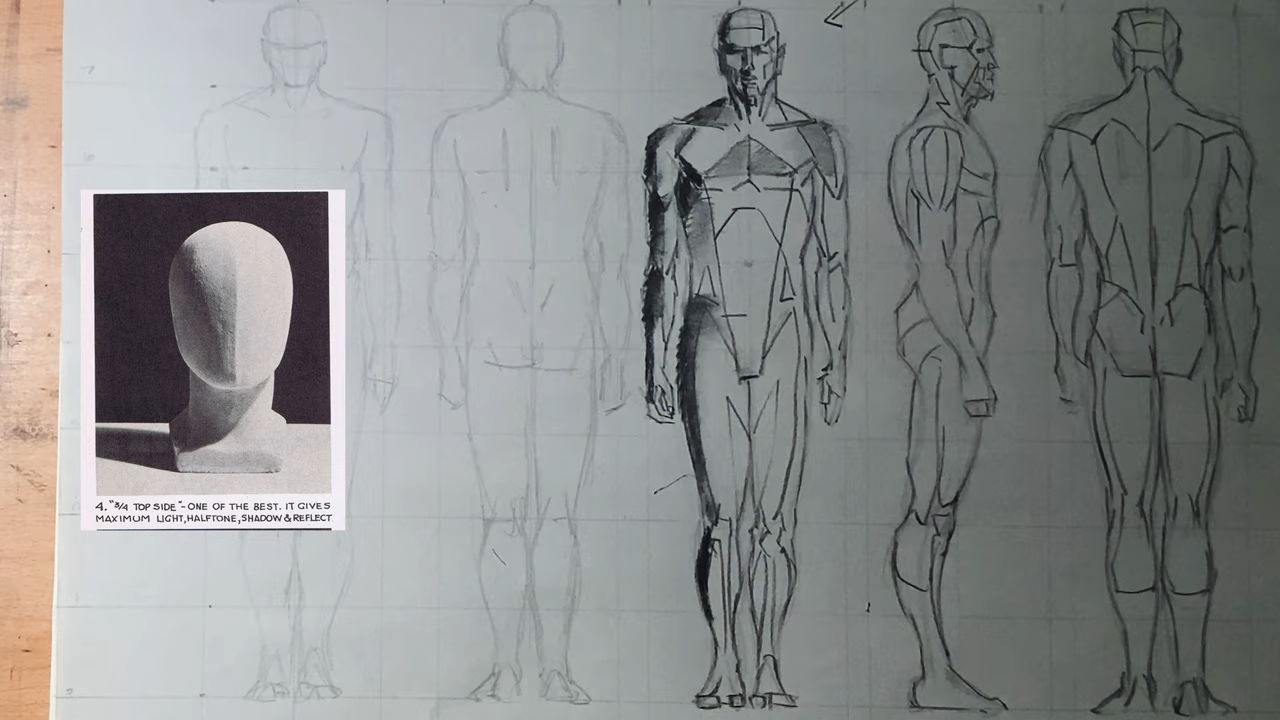 4. "3/4 TOP SIDE" - ONE OF THE BEST. IT GIVES
MAXIMUM LIGHT, HALFTONE, SHADOW & REFLECT.